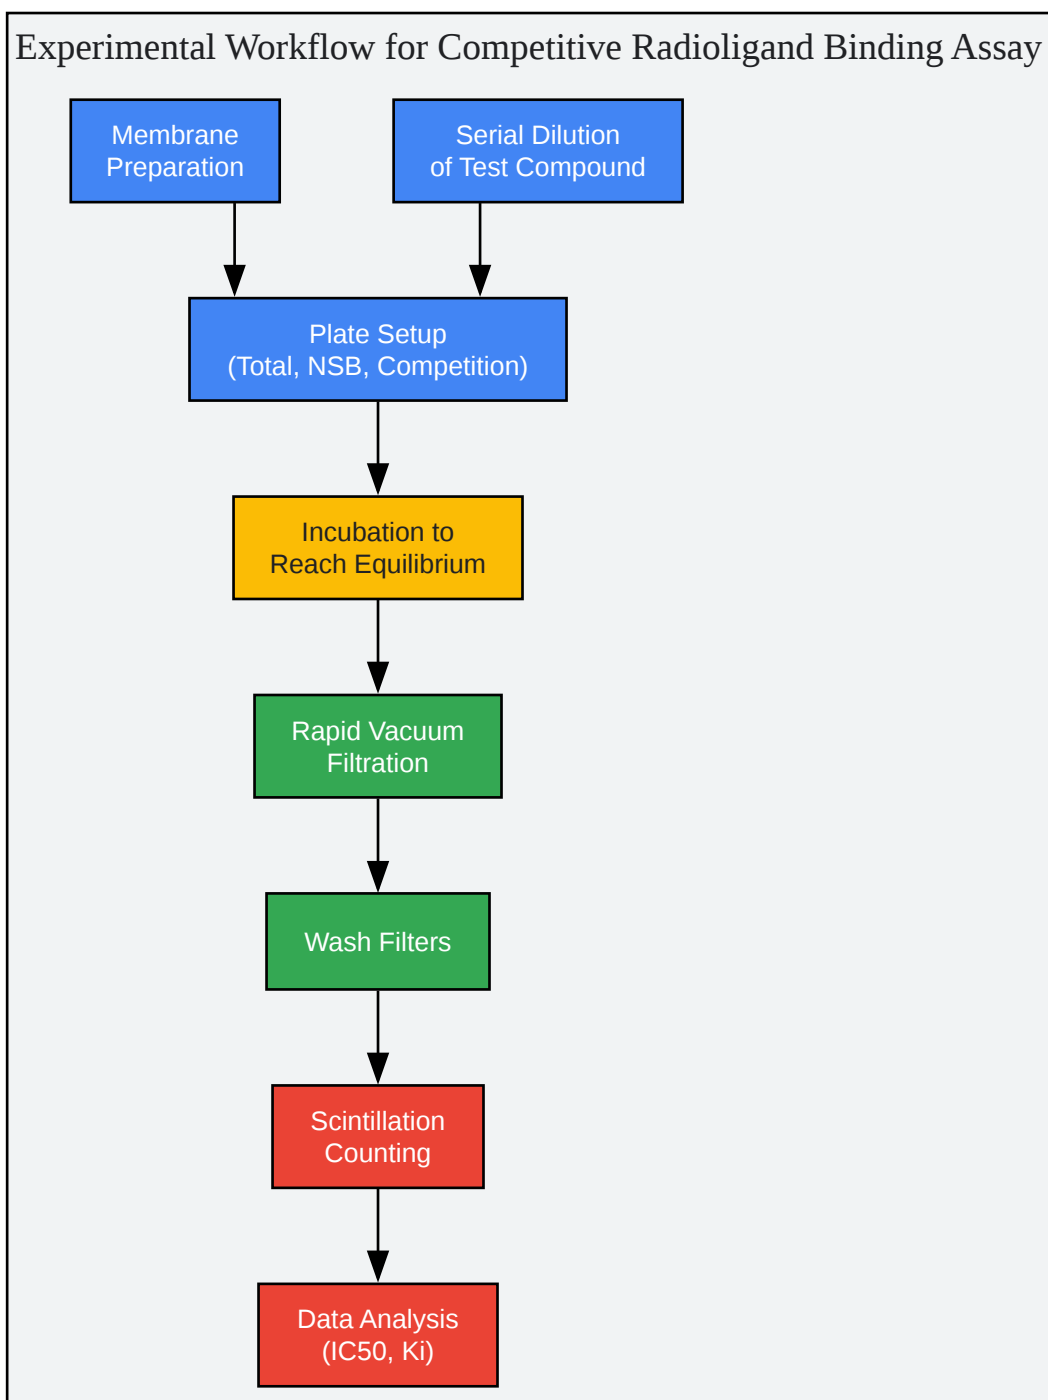 Experimental Workflow for Competitive Radioligand Binding Assay
Membrane
Preparation
Serial Dilution
of Test Compound
Plate Setup
(Total, NSB, Competition)
Incubation to
Reach Equilibrium
Rapid Vacuum
Filtration
Wash Filters
Scintillation
Counting
Data Analysis
(IC50, Ki)